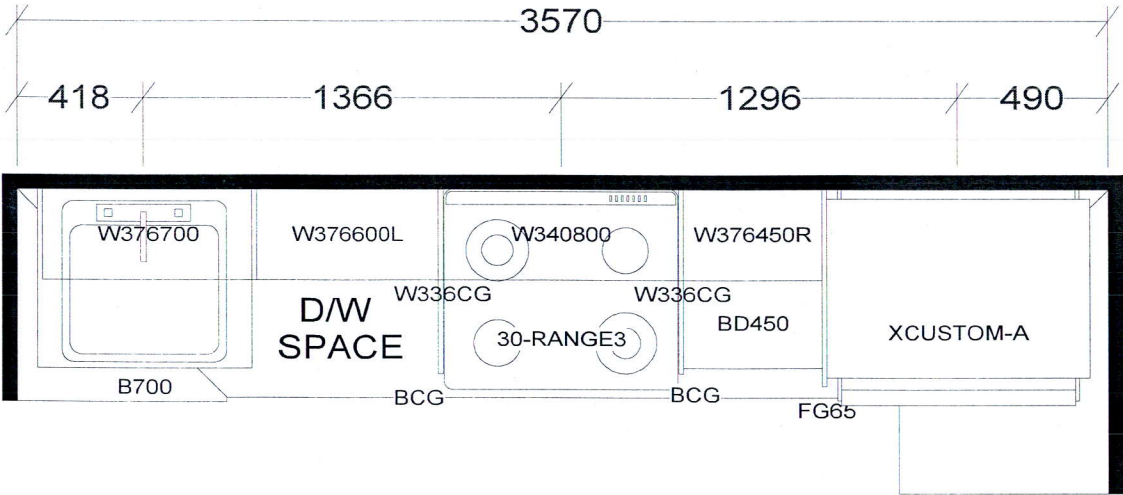 3570
418 1366 1296 490
W376700 W376600L W340800 W376450R
W336CG W336CG
D/W
SPACE
BD450
30-RANGE3
XCUSTOM-A
B700
BCG BCG
FG65